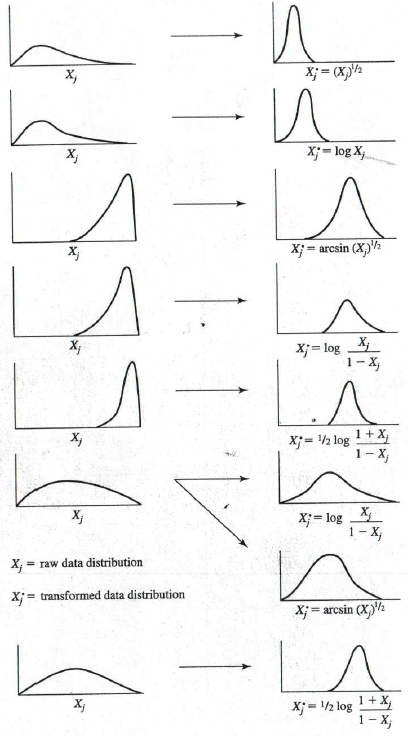 Xj
Xj* = (Xj)^1/2
Xj
Xj* = log Xj
Xj
Xj* = arcsin (Xj)^1/2
Xj
Xj* = log Xj / 1 − Xj
Xj
Xj* = 1/2 log 1 + Xj / 1 − Xj
Xj
Xj* = log Xj / 1 − Xj
Xj = raw data distribution
Xj* = transformed data distribution
Xj* = arcsin (Xj)^1/2
Xj
Xj* = 1/2 log 1 + Xj / 1 − Xj